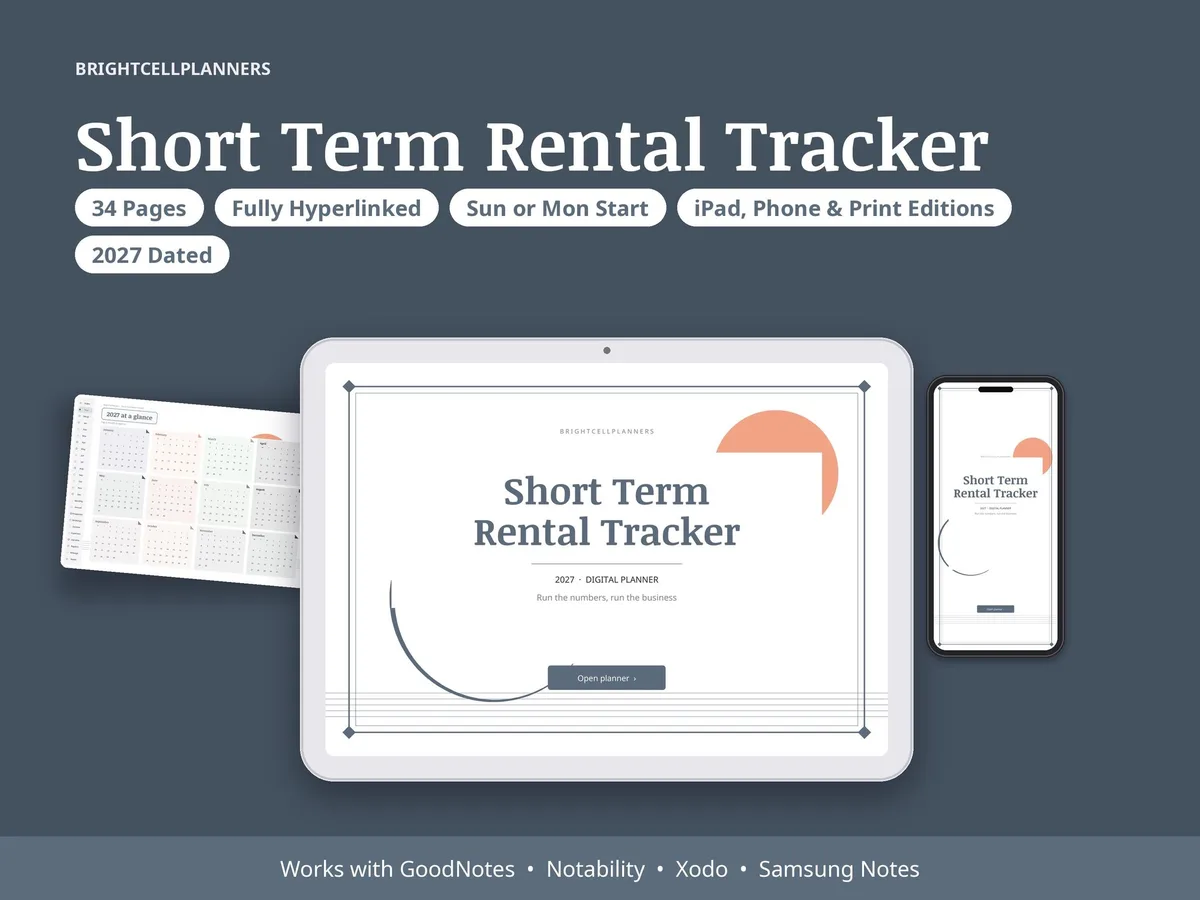 BRIGHTCELLPLANNERS
Short Term Rental Tracker
34 Pages
Fully Hyperlinked
Sun or Mon Start
iPad, Phone & Print Editions
2027 Dated
2027 at a glance
BRIGHTCELLPLANNERS
Short Term
Rental Tracker
2027 · DIGITAL PLANNER
Run the numbers, run the business
Open planner ›
Short Term
Rental Tracker
Works with GoodNotes • Notability • Xodo • Samsung Notes